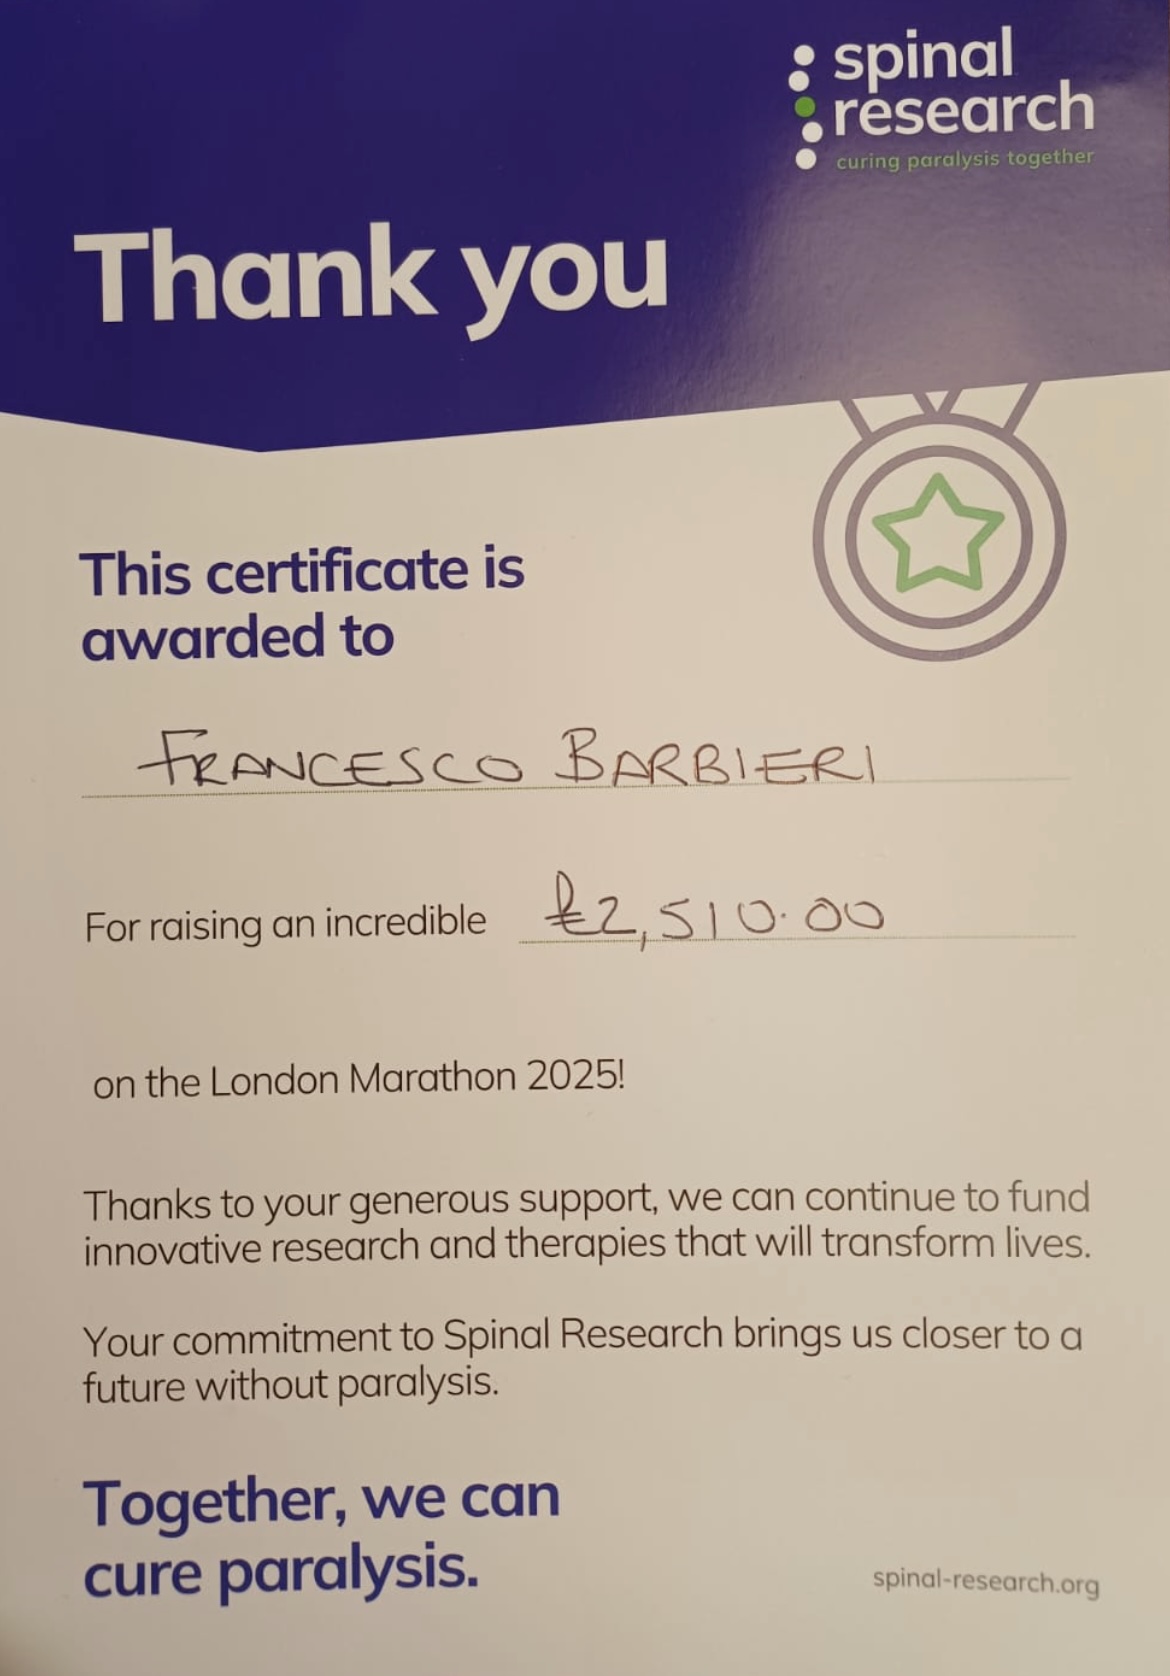 spinal
research
curing paralysis together
Thank you
This certificate is
awarded to
FRANCESCO BARBIERI
For raising an incredible £2,510.00
on the London Marathon 2025!
Thanks to your generous support, we can continue to fund
innovative research and therapies that will transform lives.
Your commitment to Spinal Research brings us closer to a
future without paralysis.
Together, we can
cure paralysis.
spinal-research.org